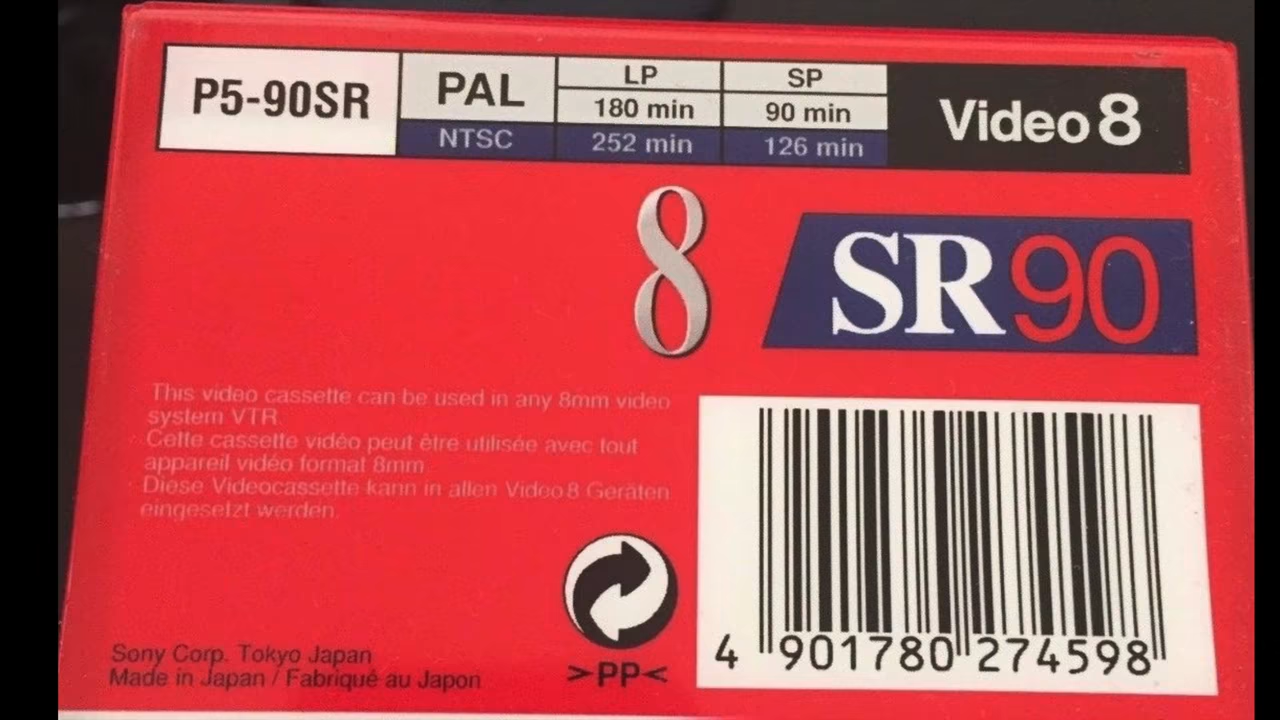 P5-90SR PAL LP SP Video 8
180 min 90 min
NTSC 252 min 126 min
8 SR90
This video cassette can be used in any 8mm video
system VTR.
Cette cassette vidéo peut être utilisée avec tout
appareil vidéo format 8mm
Diese Videocassette kann in allen Video8 Geräten
eingesetzt werden.
Sony Corp. Tokyo Japan
Made in Japan / Fabriqué au Japon
>PP<
4 901780 274598